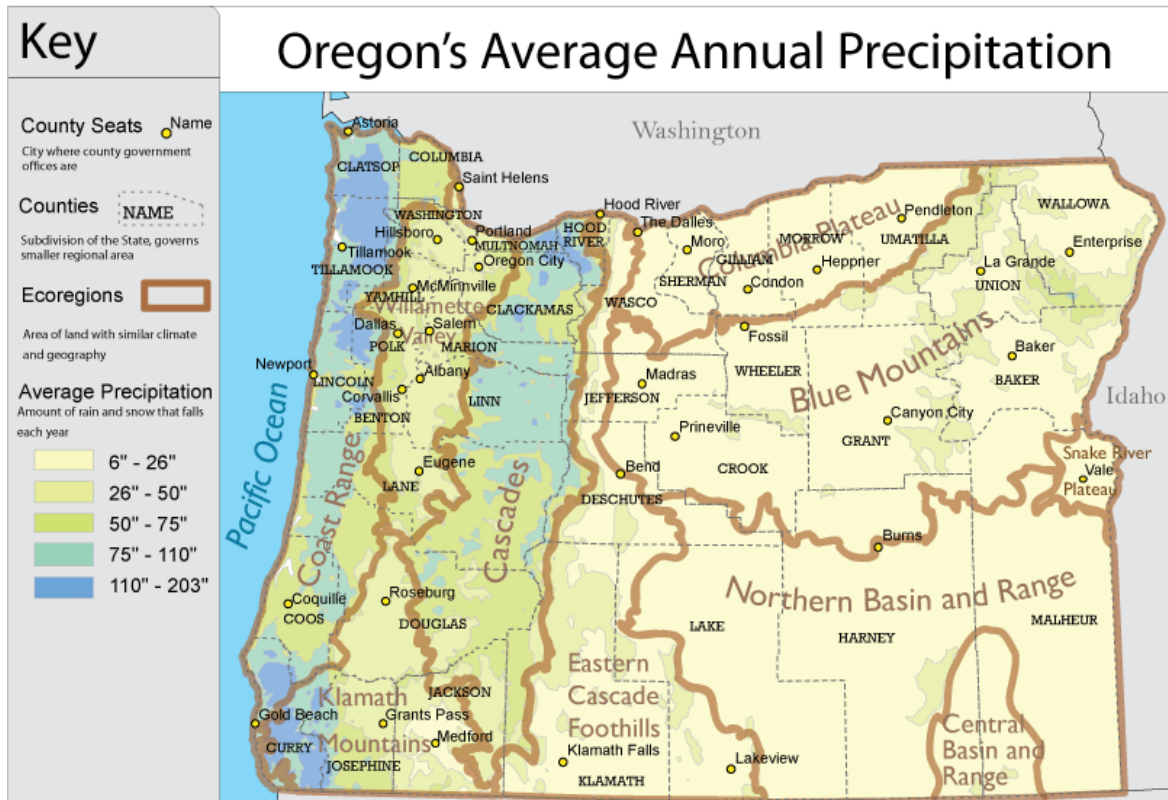 Key
Oregon's Average Annual Precipitation
County Seats
Name
City where county government
offices are
Counties
NAME
Subdivision of the State, governs
smaller regional area
Ecoregions
Area of land with similar climate
and geography
Average Precipitation
Amount of rain and snow that falls
each year
6" - 26"
26" - 50"
50" - 75"
75" - 110"
110" - 203"
Washington
Idaho
Pacific Ocean
Astoria
CLATSOP
COLUMBIA
Saint Helens
WASHINGTON
Hillsboro
Portland
MULTNOMAH
Oregon City
Tillamook
TILLAMOOK
McMinnville
YAMHILL
Willamette
Valley
CLACKAMAS
Hood River
HOOD
RIVER
The Dalles
Moro
SHERMAN
GILLIAM
Condon
Columbia Plateau
MORROW
Heppner
Pendleton
UMATILLA
WALLOWA
Enterprise
La Grande
UNION
WASCO
Dallas
Salem
POLK
MARION
Newport
LINCOLN
Albany
Corvallis
BENTON
LINN
Fossil
WHEELER
Madras
JEFFERSON
Blue Mountains
Baker
BAKER
Prineville
CROOK
Canyon City
GRANT
Snake River
Vale
Plateau
Eugene
LANE
Bend
DESCHUTES
Coast Range
Cascades
Burns
Northern Basin and Range
Coquille
COOS
Roseburg
DOUGLAS
LAKE
HARNEY
MALHEUR
Eastern
Cascade
Foothills
Klamath
Mountains
JACKSON
Gold Beach
CURRY
Grants Pass
Medford
JOSEPHINE
Klamath Falls
KLAMATH
Lakeview
Central
Basin and
Range